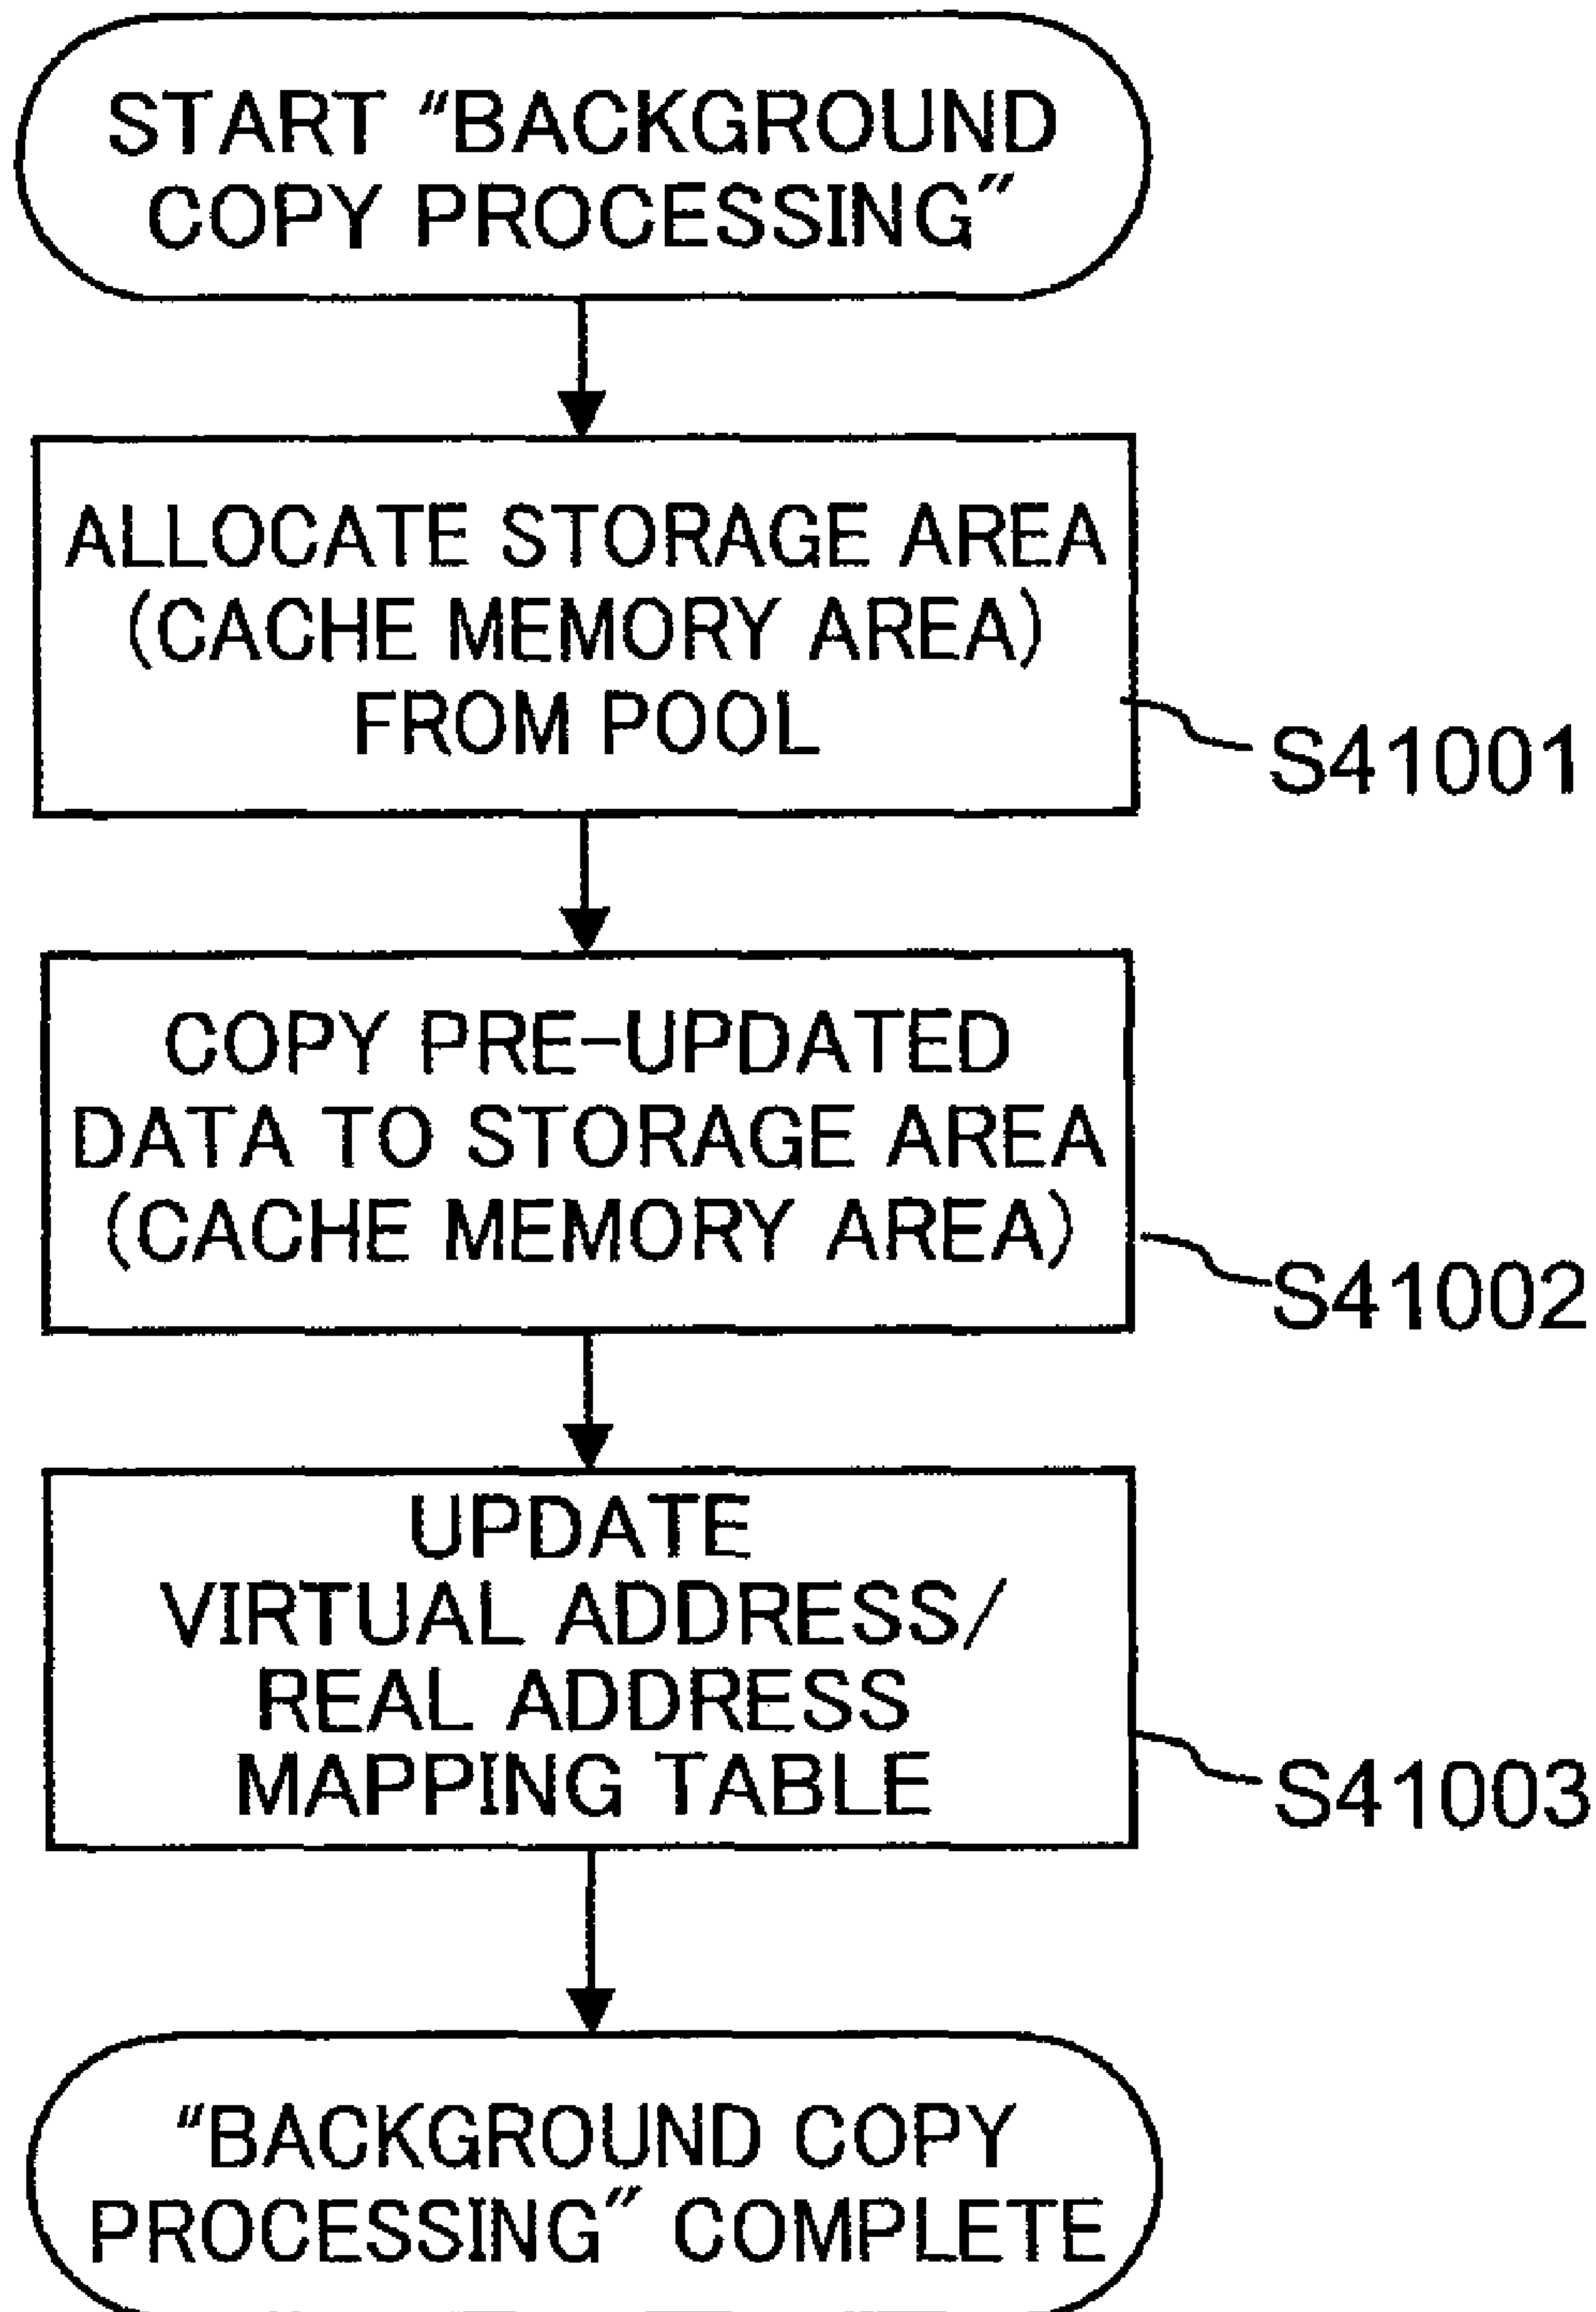 START "BACKGROUND
COPY PROCESSING"
ALLOCATE STORAGE AREA
(CACHE MEMORY AREA)
FROM POOL
S41001
COPY PRE-UPDATED
DATA TO STORAGE AREA
(CACHE MEMORY AREA)
S41002
UPDATE
VIRTUAL ADDRESS/
REAL ADDRESS
MAPPING TABLE
S41003
"BACKGROUND COPY
PROCESSING" COMPLETE